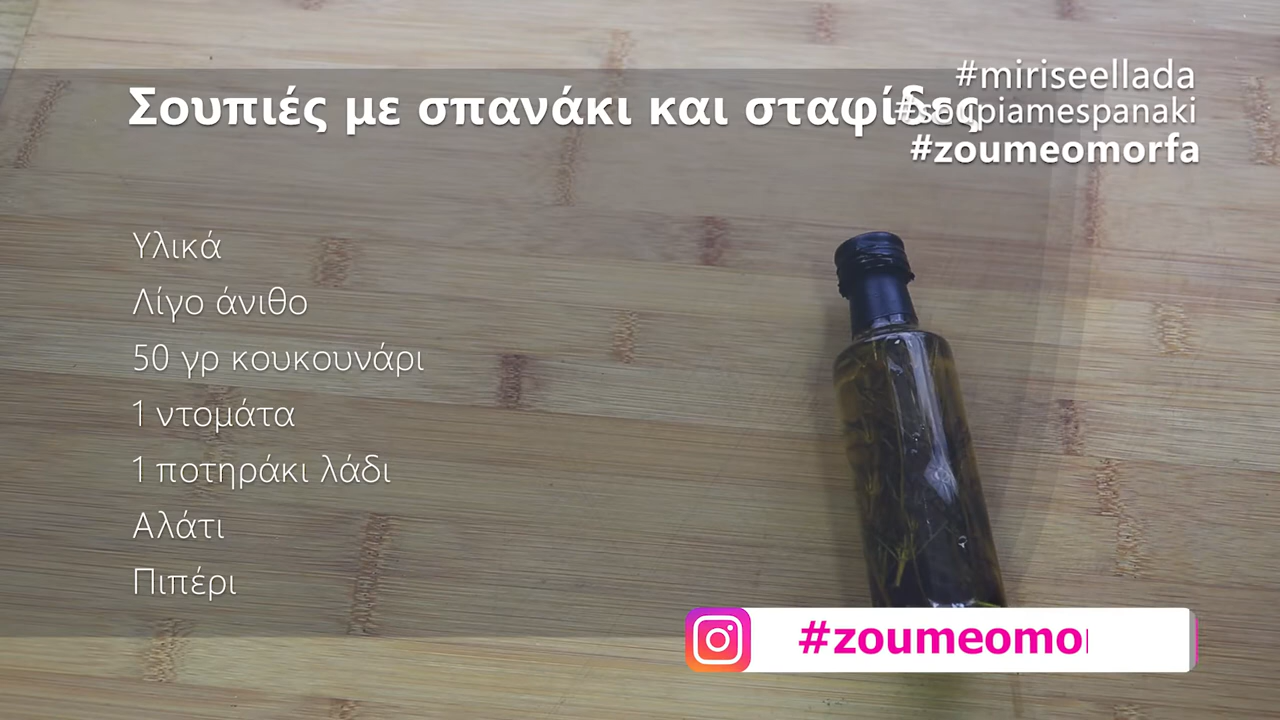 Σουπιές με σπανάκι και σταφίδες
#miriseellada
#soupiamespanaki
#zoumeomorfa
Υλικά
Λίγο άνιθο
50 γρ κουκουνάρι
1 ντομάτα
1 ποτηράκι λάδι
Αλάτι
Πιπέρι
#zoumeomo